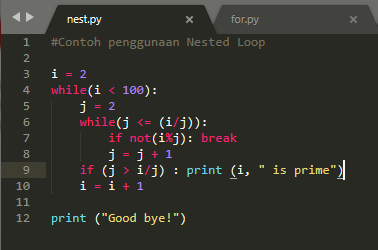 nest.py
for.py
1 #Contoh penggunaan Nested Loop
2
3 i = 2
4 while(i < 100):
5     j = 2
6     while(j <= (i/j)):
7         if not(i%j): break
8         j = j + 1
9     if (j > i/j) : print (i, " is prime")
10     i = i + 1
11
12 print ("Good bye!")